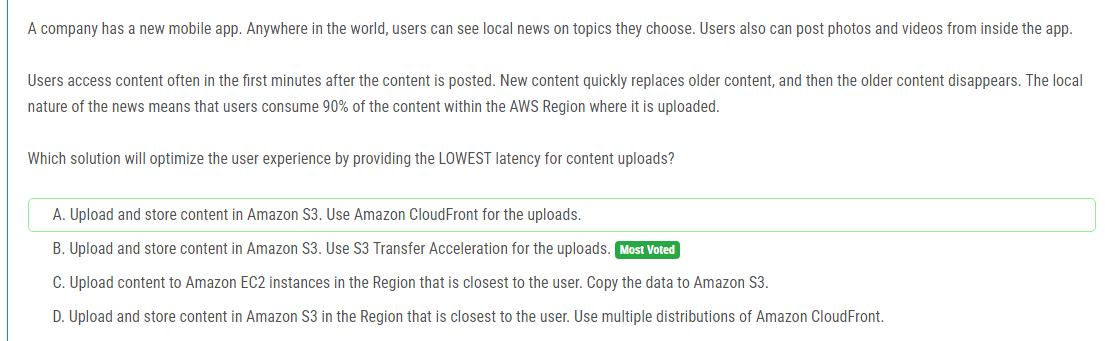 A company has a new mobile app. Anywhere in the world, users can see local news on topics they choose. Users also can post photos and videos from inside the app.
Users access content often in the first minutes after the content is posted. New content quickly replaces older content, and then the older content disappears. The local
nature of the news means that users consume 90% of the content within the AWS Region where it is uploaded.
Which solution will optimize the user experience by providing the LOWEST latency for content uploads?
A. Upload and store content in Amazon S3. Use Amazon CloudFront for the uploads.
B. Upload and store content in Amazon S3. Use S3 Transfer Acceleration for the uploads. Most Voted
C. Upload content to Amazon EC2 instances in the Region that is closest to the user. Copy the data to Amazon S3.
D. Upload and store content in Amazon S3 in the Region that is closest to the user. Use multiple distributions of Amazon CloudFront.